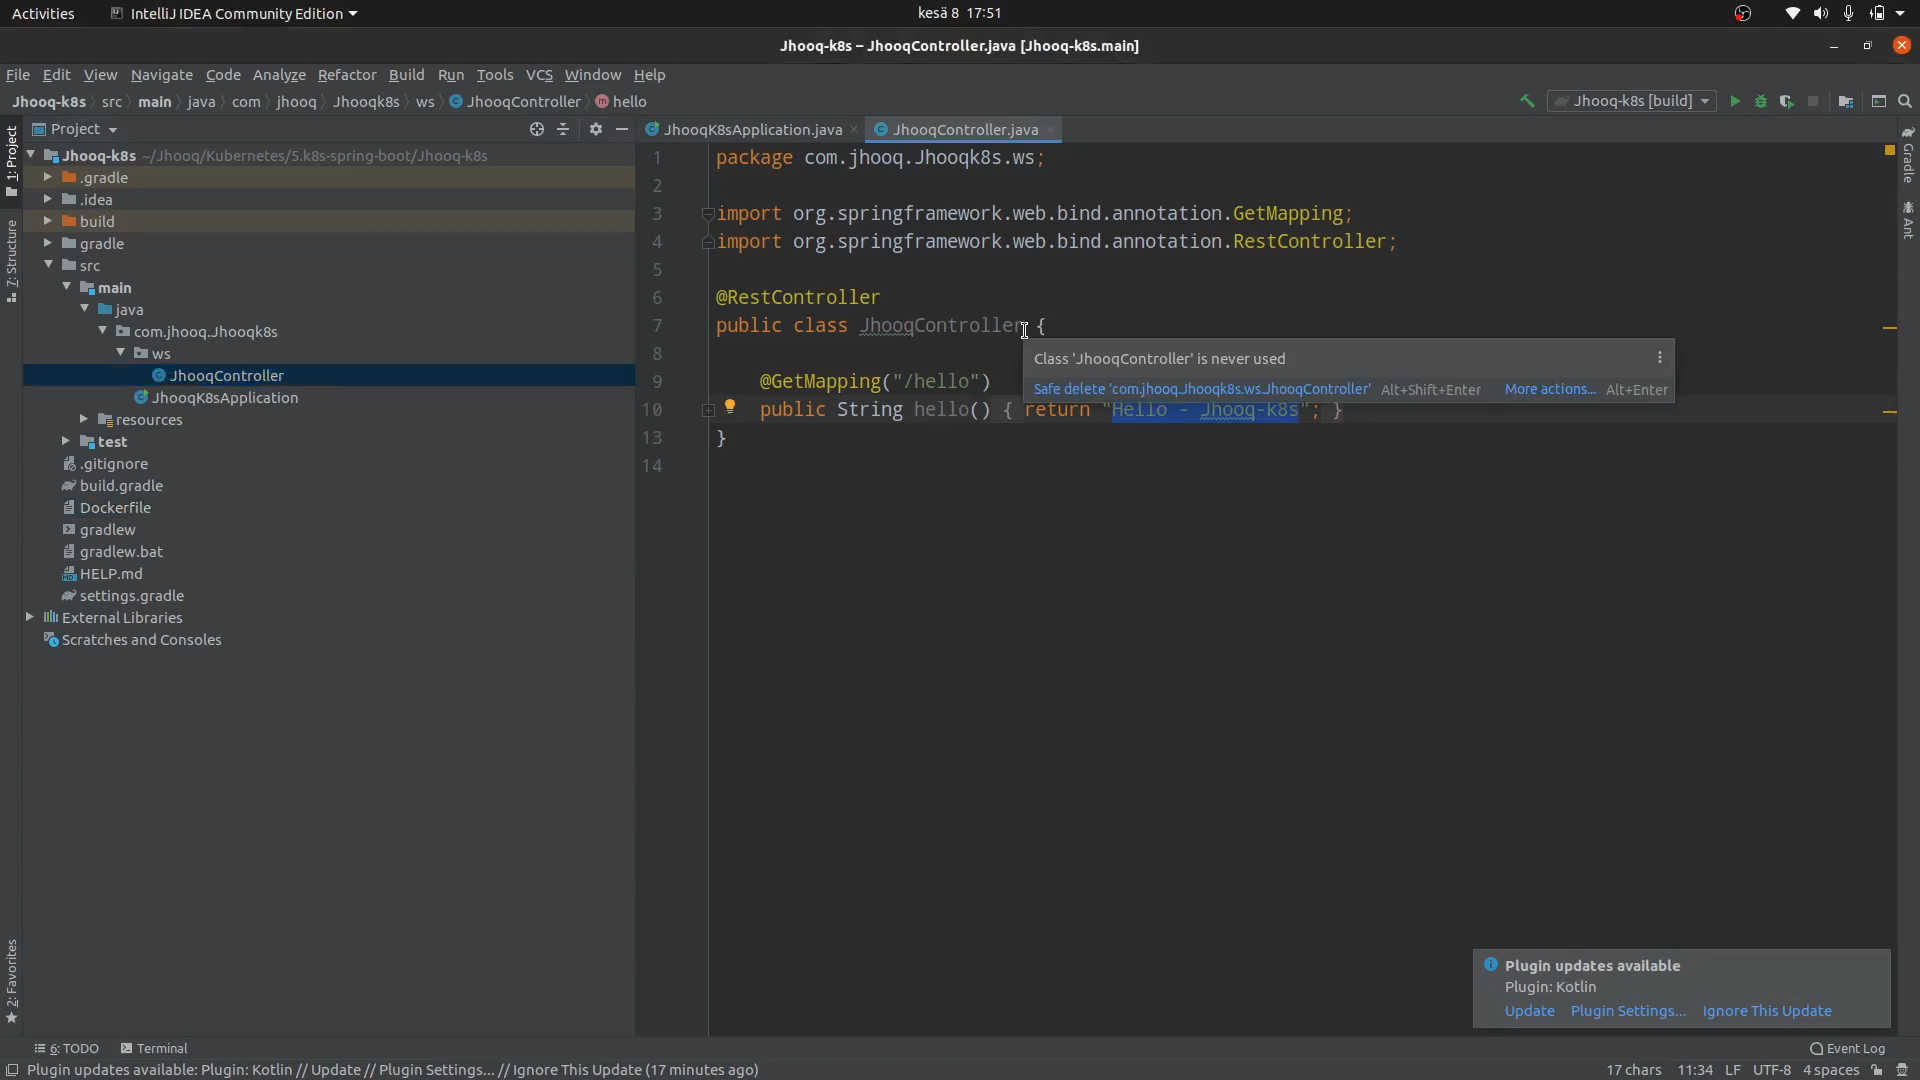 Activities IntelliJ IDEA Community Edition kesä 8 17:51
Jhooq-k8s – JhooqController.java [Jhooq-k8s.main]
File Edit View Navigate Code Analyze Refactor Build Run Tools VCS Window Help
Jhooq-k8s src main java com jhooq Jhooqk8s ws JhooqController hello Jhooq-k8s [build]
Project
JhooqK8sApplication.java JhooqController.java
1: Project
7: Structure
2: Favorites
Jhooq-k8s ~/Jhooq/Kubernetes/5.k8s-spring-boot/Jhooq-k8s
.gradle
.idea
build
gradle
src
main
java
com.jhooq.Jhooqk8s
ws
JhooqController
JhooqK8sApplication
resources
test
.gitignore
build.gradle
Dockerfile
gradlew
gradlew.bat
HELP.md
settings.gradle
External Libraries
Scratches and Consoles
1 package com.jhooq.Jhooqk8s.ws;
2
3 import org.springframework.web.bind.annotation.GetMapping;
4 import org.springframework.web.bind.annotation.RestController;
5
6 @RestController
7 public class JhooqController {
8
Class 'JhooqController' is never used
Safe delete 'com.jhooq.Jhooqk8s.ws.JhooqController' Alt+Shift+Enter More actions... Alt+Enter
9 @GetMapping("/hello")
10 public String hello() { return "Hello - Jhooq-k8s"; }
13 }
14
Gradle
Ant
Plugin updates available
Plugin: Kotlin
Update Plugin Settings... Ignore This Update
6: TODO Terminal Event Log
Plugin updates available: Plugin: Kotlin // Update // Plugin Settings... // Ignore This Update (17 minutes ago) 17 chars 11:34 LF UTF-8 4 spaces